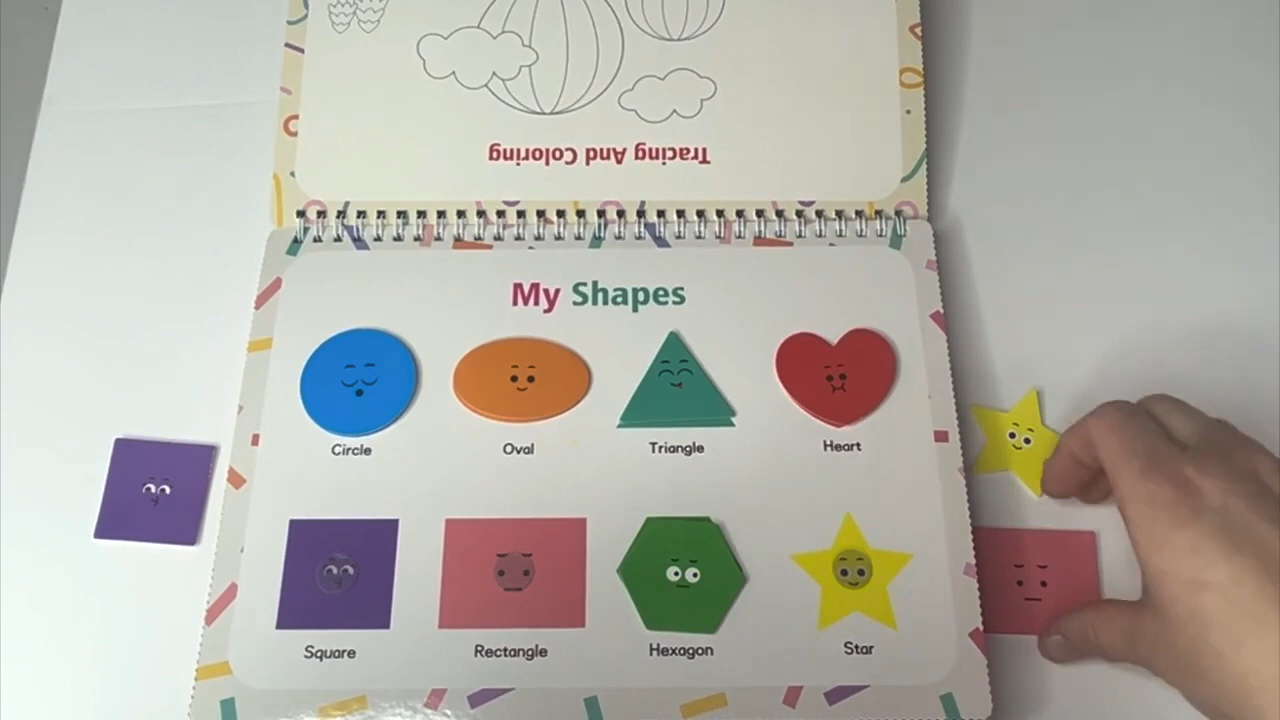 Tracing And Coloring
My Shapes
Circle Oval Triangle Heart
Square Rectangle Hexagon Star